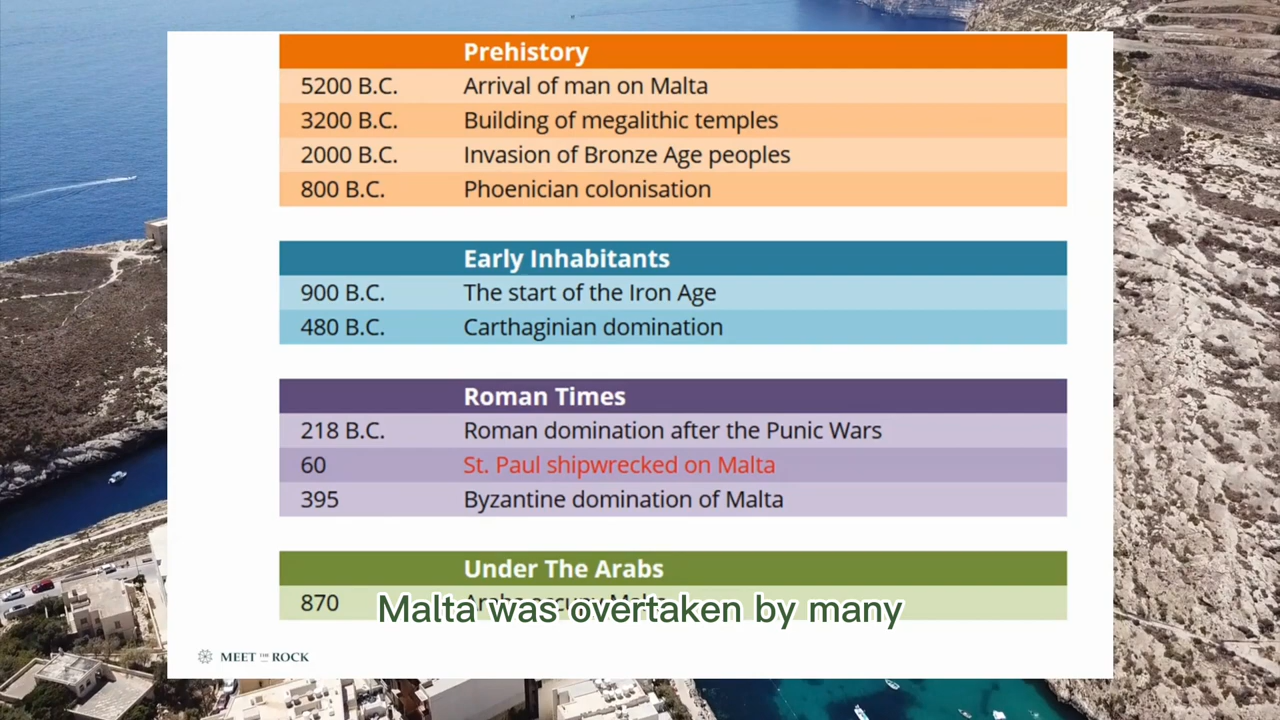 Prehistory
5200 B.C. Arrival of man on Malta
3200 B.C. Building of megalithic temples
2000 B.C. Invasion of Bronze Age peoples
800 B.C. Phoenician colonisation
Early Inhabitants
900 B.C. The start of the Iron Age
480 B.C. Carthaginian domination
Roman Times
218 B.C. Roman domination after the Punic Wars
60 St. Paul shipwrecked on Malta
395 Byzantine domination of Malta
Under The Arabs
870
Malta was overtaken by many
MEET THE ROCK